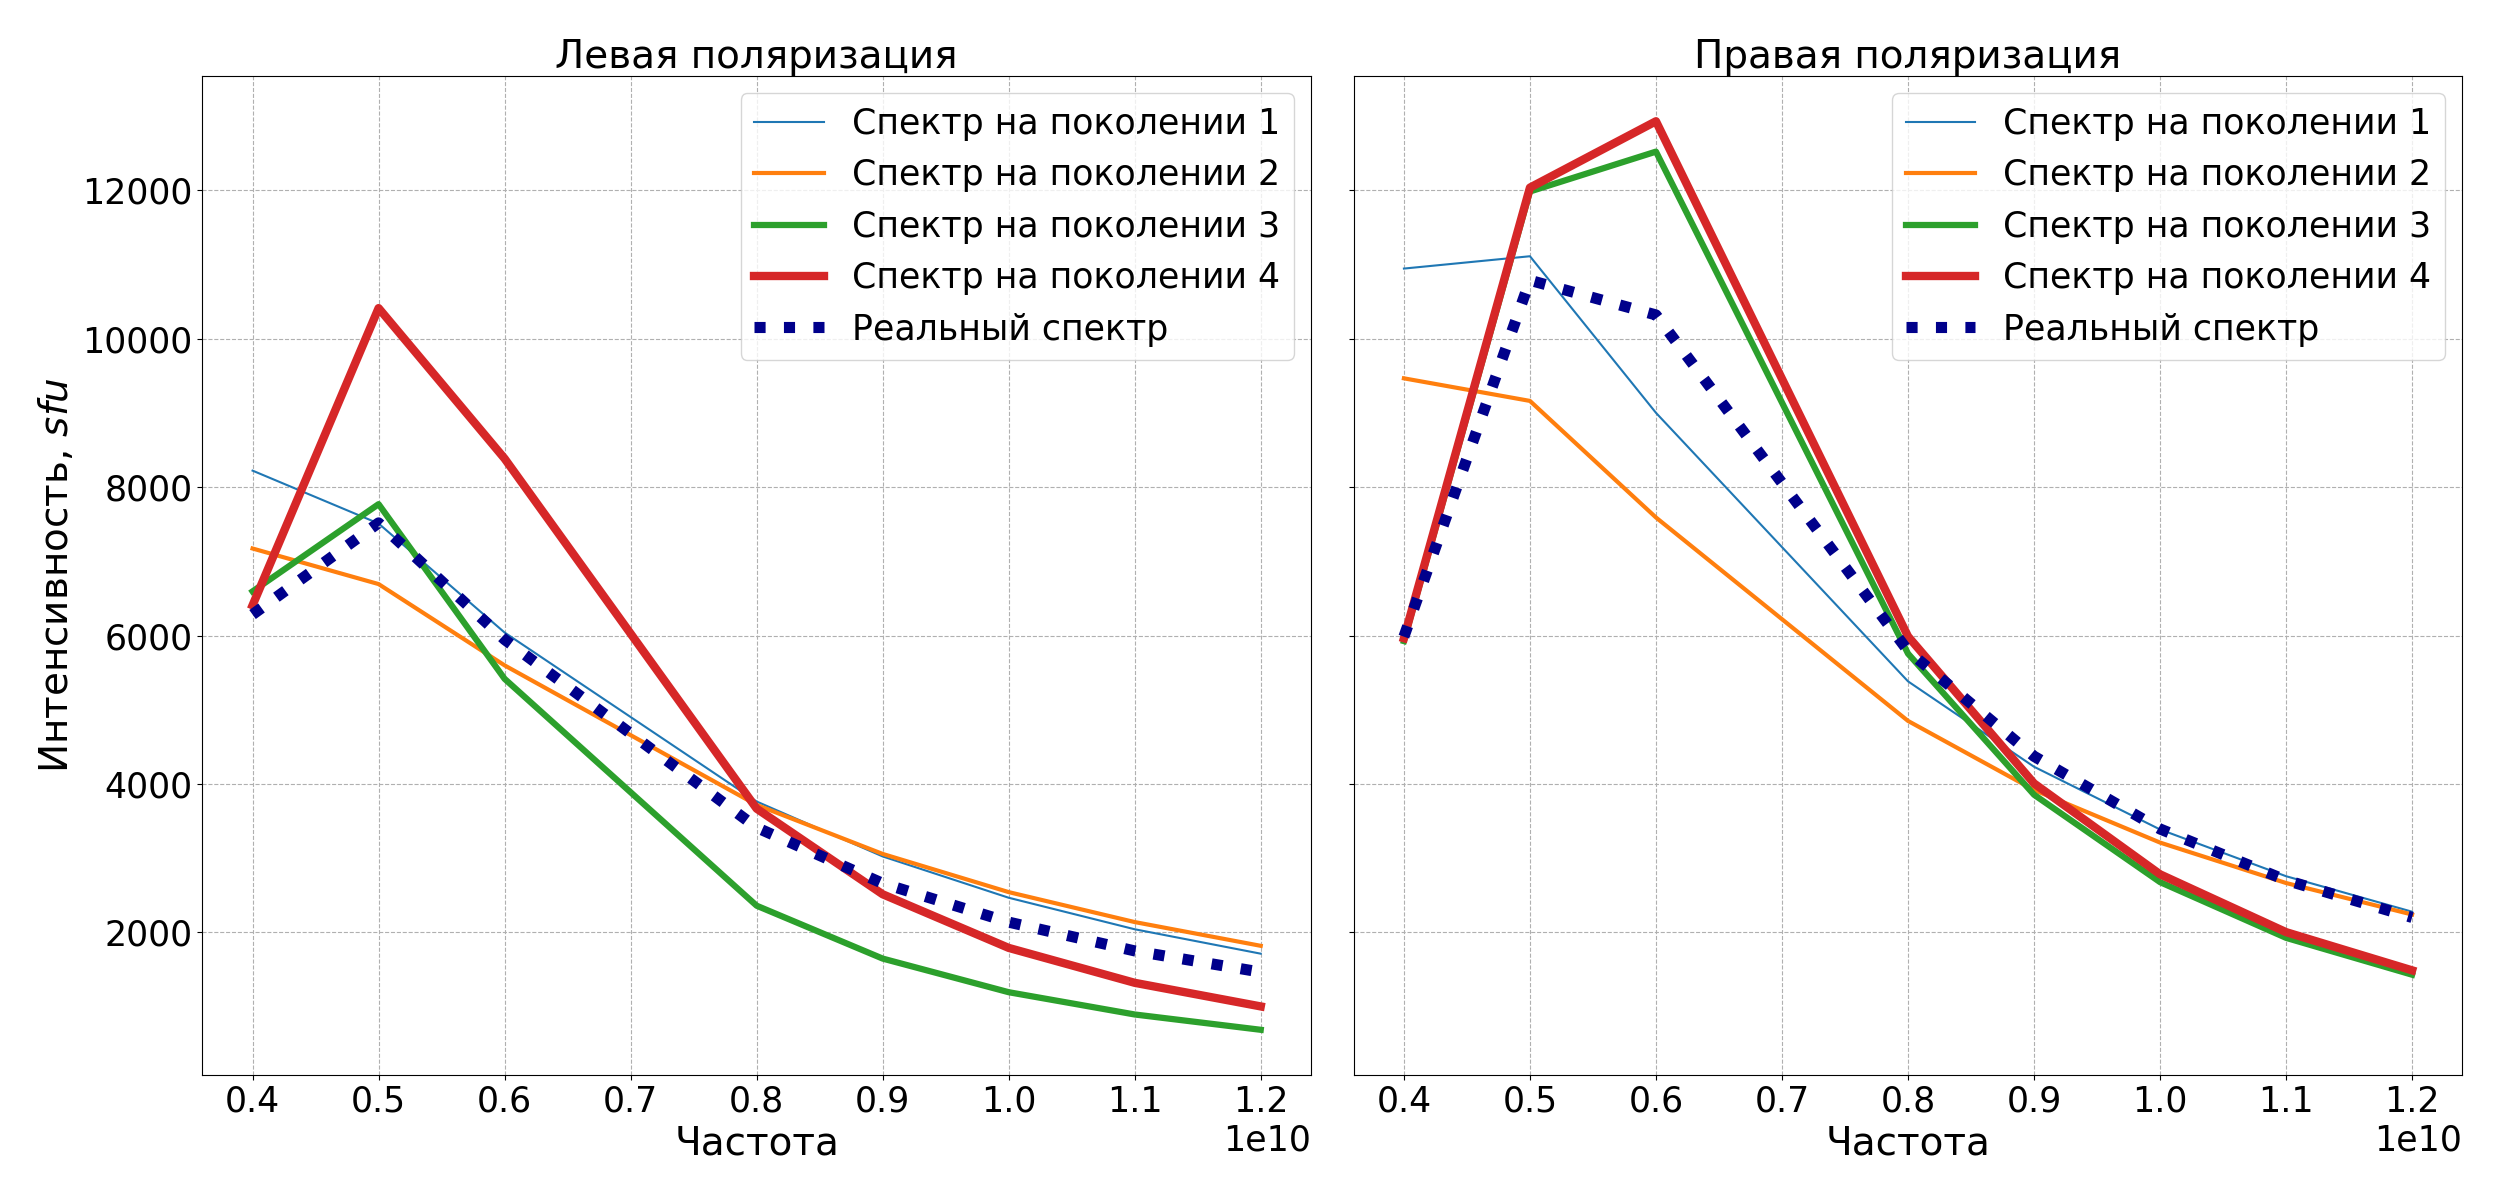 Левая поляризация
Интенсивность, sfu
12000
10000
8000
6000
4000
2000
Спектр на поколении 1
Спектр на поколении 2
Спектр на поколении 3
Спектр на поколении 4
Реальный спектр
0.4 0.5 0.6 0.7 0.8 0.9 1.0 1.1 1.2
Частота
1e10
Правая поляризация
Спектр на поколении 1
Спектр на поколении 2
Спектр на поколении 3
Спектр на поколении 4
Реальный спектр
0.4 0.5 0.6 0.7 0.8 0.9 1.0 1.1 1.2
Частота
1e10